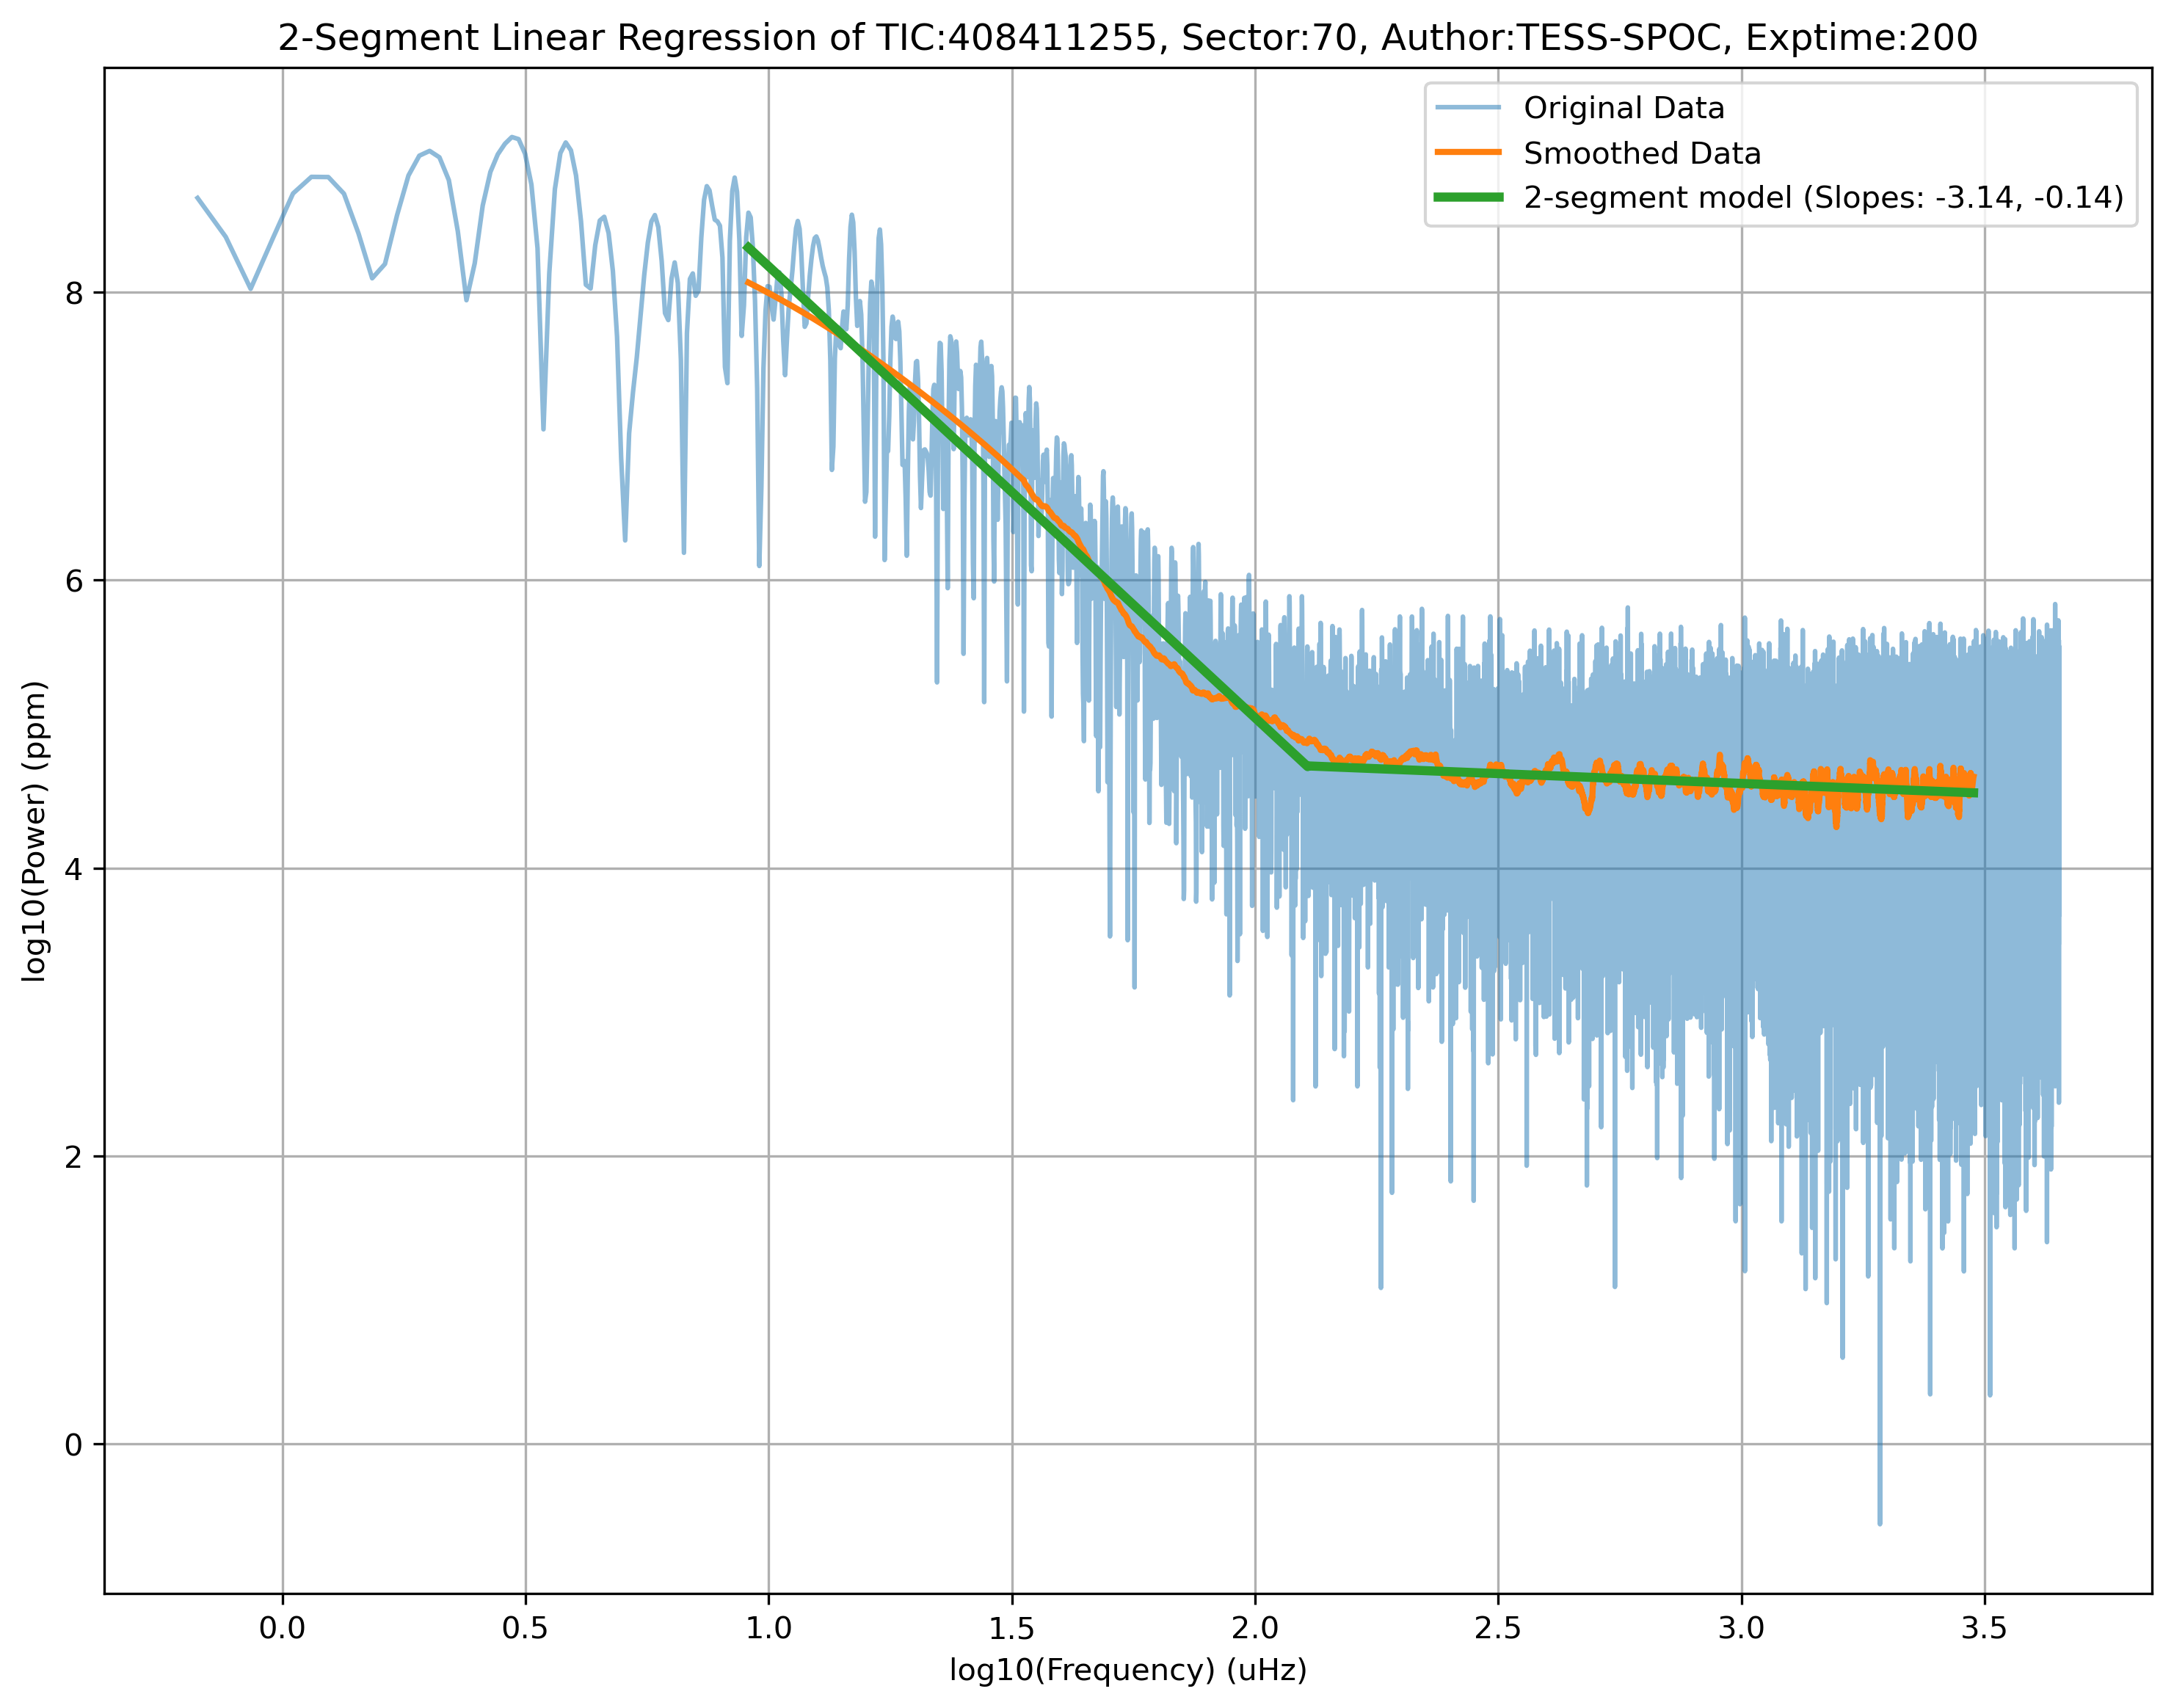 2-Segment Linear Regression of TIC:408411255, Sector:70, Author:TESS-SPOC, Exptime:200
Original Data
Smoothed Data
2-segment model (Slopes: -3.14, -0.14)
log10(Power) (ppm)
8
6
4
2
0
0.0 0.5 1.0 1.5 2.0 2.5 3.0 3.5
log10(Frequency) (uHz)